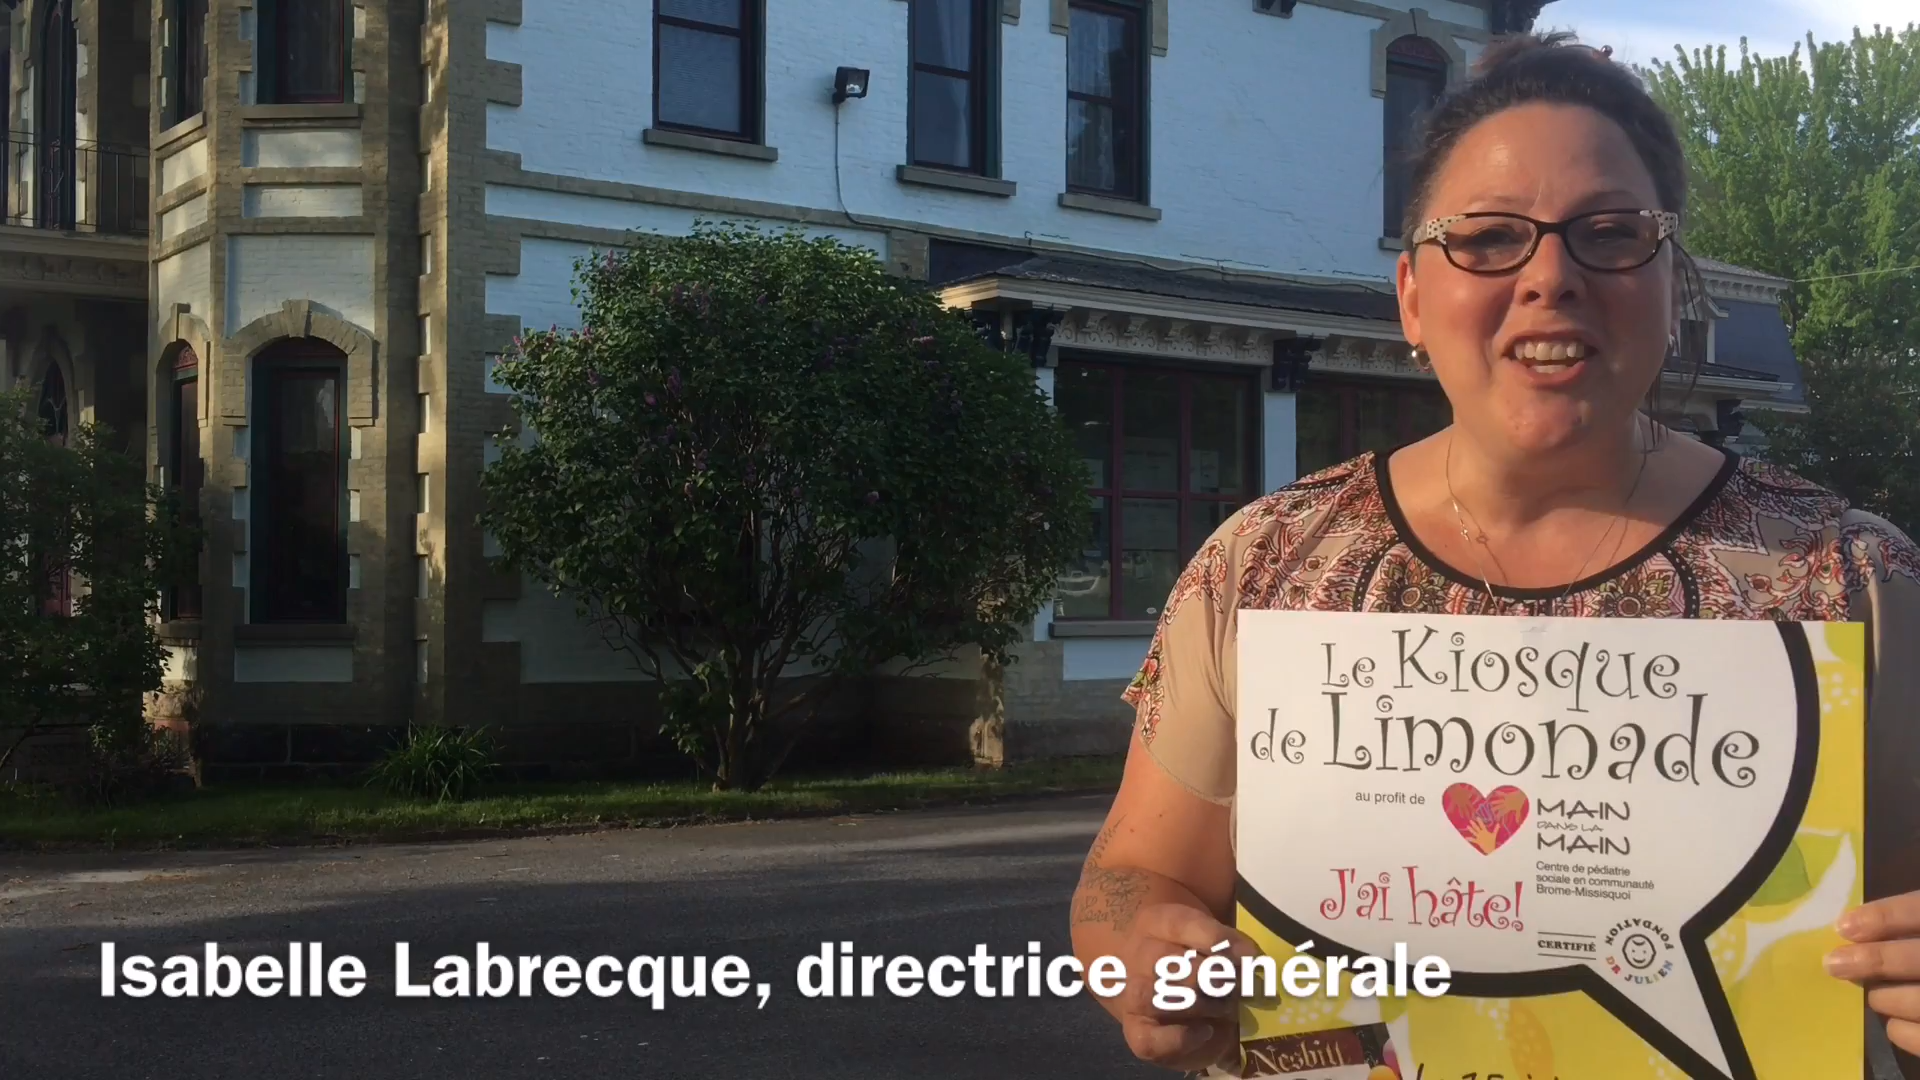 Le Kiosque
de Limonade
au profit de
MAIN
DANS LA
MAIN
Centre de pédiatrie
sociale en communauté
Brome-Missisquoi
J'ai hâte!
CERTIFIÉ
FONDATION
DR JULIEN
Isabelle Labrecque, directrice générale
Nesbitt